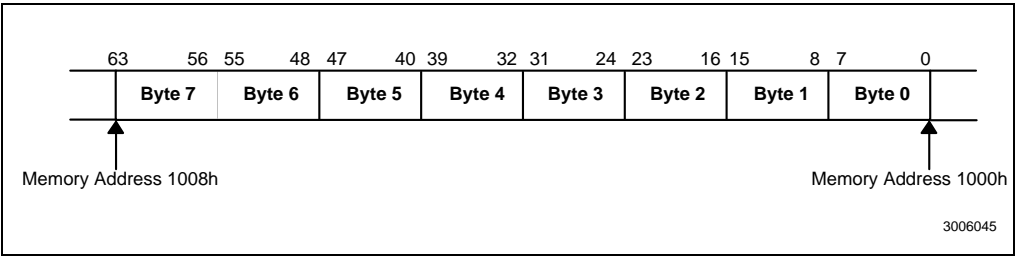 63 56 55 48 47 40 39 32 31 24 23 16 15 8 7 0
Byte 7 Byte 6 Byte 5 Byte 4 Byte 3 Byte 2 Byte 1 Byte 0
Memory Address 1008h Memory Address 1000h
3006045